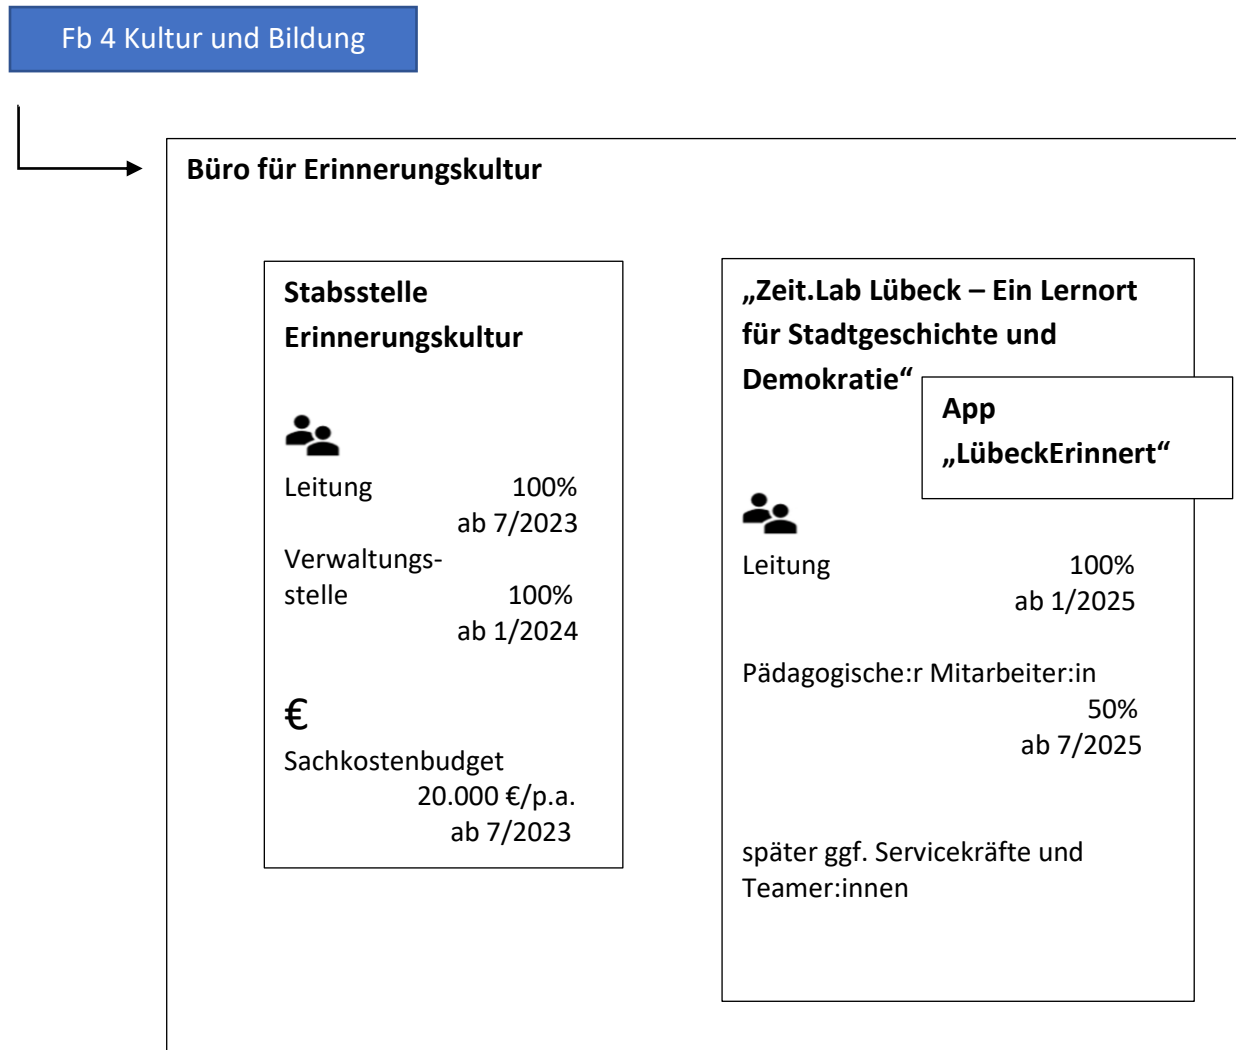 Fb 4 Kultur und Bildung
Büro für Erinnerungskultur
Stabsstelle
Erinnerungskultur
Leitung 100%
ab 7/2023
Verwaltungs-
stelle 100%
ab 1/2024
€
Sachkostenbudget
20.000 €/p.a.
ab 7/2023
„Zeit.Lab Lübeck – Ein Lernort
für Stadtgeschichte und
Demokratie“
App
„LübeckErinnert“
Leitung 100%
ab 1/2025
Pädagogische:r Mitarbeiter:in
50%
ab 7/2025
später ggf. Servicekräfte und
Teamer:innen